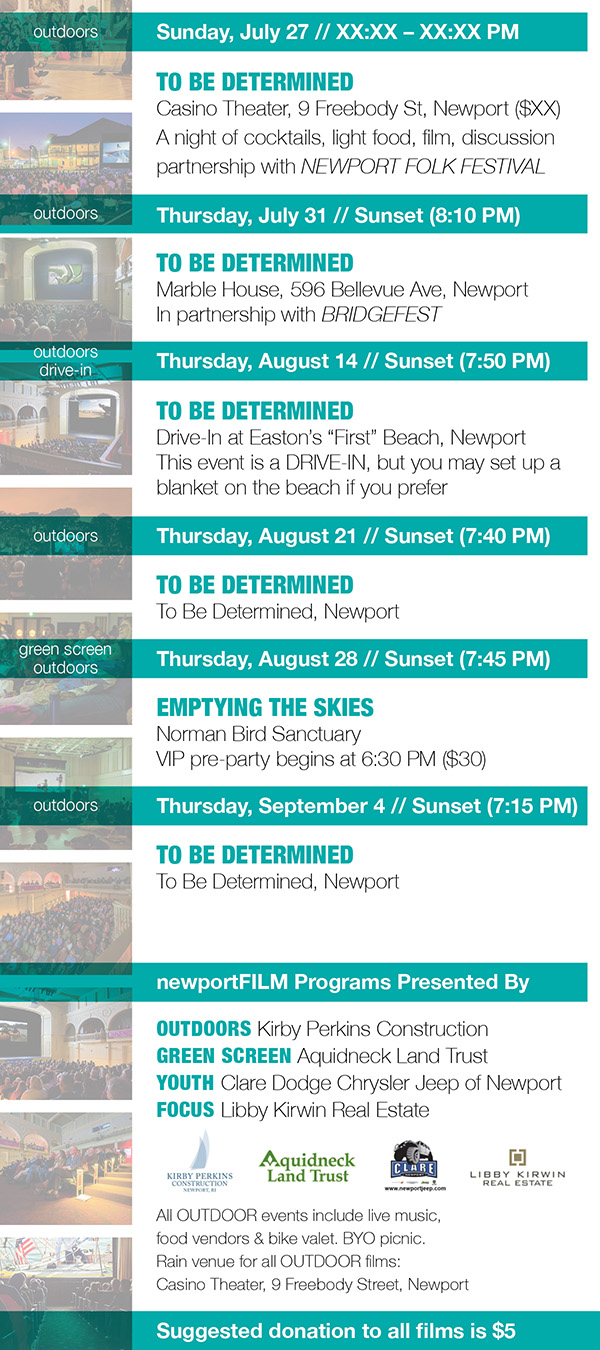 outdoors
Sunday, July 27 // XX:XX – XX:XX PM
TO BE DETERMINED
Casino Theater, 9 Freebody St, Newport ($XX)
A night of cocktails, light food, film, discussion
partnership with NEWPORT FOLK FESTIVAL
outdoors
Thursday, July 31 // Sunset (8:10 PM)
TO BE DETERMINED
Marble House, 596 Bellevue Ave, Newport
In partnership with BRIDGEFEST
outdoors
drive-in
Thursday, August 14 // Sunset (7:50 PM)
TO BE DETERMINED
Drive-In at Easton’s “First” Beach, Newport
This event is a DRIVE-IN, but you may set up a
blanket on the beach if you prefer
outdoors
Thursday, August 21 // Sunset (7:40 PM)
TO BE DETERMINED
To Be Determined, Newport
green screen
outdoors
Thursday, August 28 // Sunset (7:45 PM)
EMPTYING THE SKIES
Norman Bird Sanctuary
VIP pre-party begins at 6:30 PM ($30)
outdoors
Thursday, September 4 // Sunset (7:15 PM)
TO BE DETERMINED
To Be Determined, Newport
newportFILM Programs Presented By
OUTDOORS Kirby Perkins Construction
GREEN SCREEN Aquidneck Land Trust
YOUTH Clare Dodge Chrysler Jeep of Newport
FOCUS Libby Kirwin Real Estate
KIRBY PERKINS
CONSTRUCTION
NEWPORT, RI
Aquidneck
Land Trust
CLARE
www.newportjeep.com
LIBBY KIRWIN
REAL ESTATE
All OUTDOOR events include live music,
food vendors & bike valet. BYO picnic.
Rain venue for all OUTDOOR films:
Casino Theater, 9 Freebody Street, Newport
Suggested donation to all films is $5